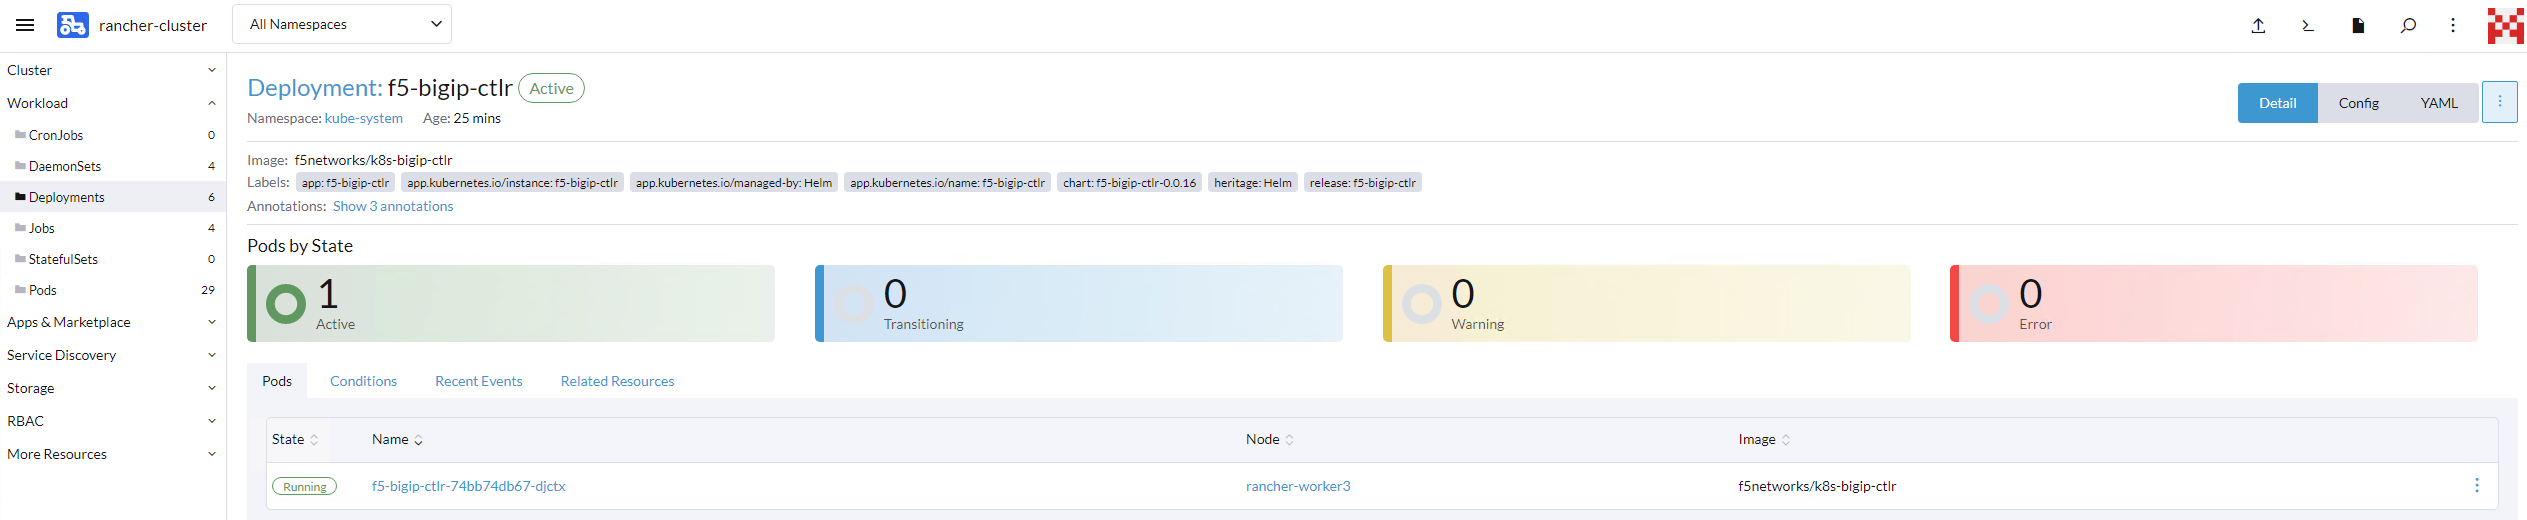 rancher-cluster
All Namespaces
Cluster
Workload
CronJobs 0
DaemonSets 4
Deployments 6
Jobs 4
StatefulSets 0
Pods 29
Apps & Marketplace
Service Discovery
Storage
RBAC
More Resources
Deployment: f5-bigip-ctlr Active
Namespace: kube-system Age: 25 mins
Detail Config YAML
Image: f5networks/k8s-bigip-ctlr
Labels: app: f5-bigip-ctlr app.kubernetes.io/instance: f5-bigip-ctlr app.kubernetes.io/managed-by: Helm app.kubernetes.io/name: f5-bigip-ctlr chart: f5-bigip-ctlr-0.0.16 heritage: Helm release: f5-bigip-ctlr
Annotations: Show 3 annotations
Pods by State
1
Active
0
Transitioning
0
Warning
0
Error
Pods Conditions Recent Events Related Resources
State Name Node Image
Running f5-bigip-ctlr-74bb74db67-djctx rancher-worker3 f5networks/k8s-bigip-ctlr